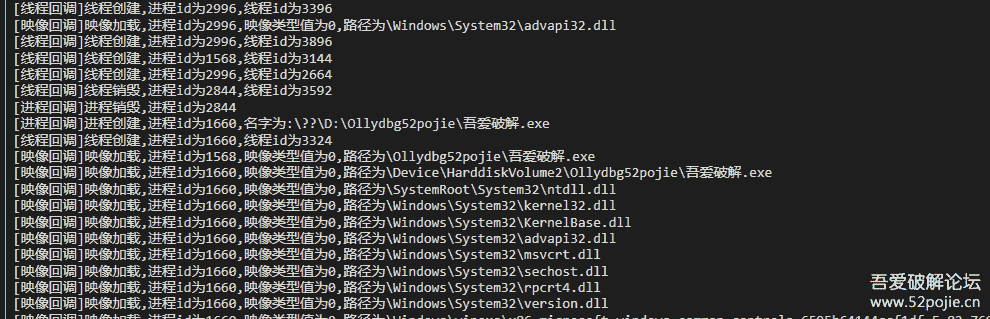 [线程回调]线程创建,进程id为2996,线程id为3396
[映像回调]映像加载,进程id为2996,映像类型值为0,路径为\Windows\System32\advapi32.dll
[线程回调]线程创建,进程id为2996,线程id为3896
[线程回调]线程创建,进程id为1568,线程id为3144
[线程回调]线程创建,进程id为2996,线程id为2664
[线程回调]线程销毁,进程id为2844,线程id为3592
[进程回调]进程销毁,进程id为2844
[进程回调]进程创建,进程id为1660,名字为:\??\D:\Ollydbg52pojie\吾爱破解.exe
[线程回调]线程创建,进程id为1660,线程id为3324
[映像回调]映像加载,进程id为1568,映像类型值为0,路径为\Ollydbg52pojie\吾爱破解.exe
[映像回调]映像加载,进程id为1660,映像类型值为0,路径为\Device\HarddiskVolume2\Ollydbg52pojie\吾爱破解.exe
[映像回调]映像加载,进程id为1660,映像类型值为0,路径为\SystemRoot\System32\ntdll.dll
[映像回调]映像加载,进程id为1660,映像类型值为0,路径为\Windows\System32\kernel32.dll
[映像回调]映像加载,进程id为1660,映像类型值为0,路径为\Windows\System32\KernelBase.dll
[映像回调]映像加载,进程id为1660,映像类型值为0,路径为\Windows\System32\advapi32.dll
[映像回调]映像加载,进程id为1660,映像类型值为0,路径为\Windows\System32\msvcrt.dll
[映像回调]映像加载,进程id为1660,映像类型值为0,路径为\Windows\System32\sechost.dll
[映像回调]映像加载,进程id为1660,映像类型值为0,路径为\Windows\System32\rpcrt4.dll
[映像回调]映像加载,进程id为1660,映像类型值为0,路径为\Windows\System32\version.dll
吾爱破解论坛
www.52pojie.cn